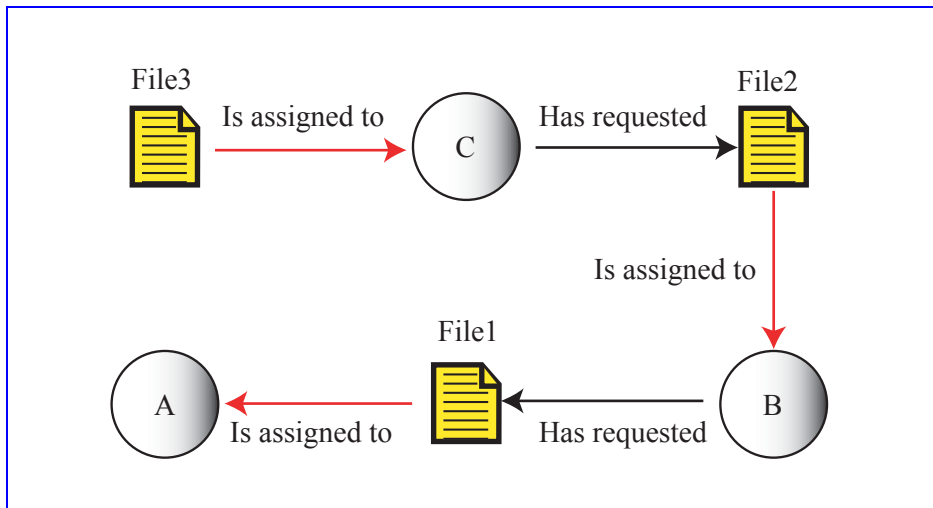 File3
Is assigned to
C
Has requested
File2
Is assigned to
File1
A
Is assigned to
Has requested
B